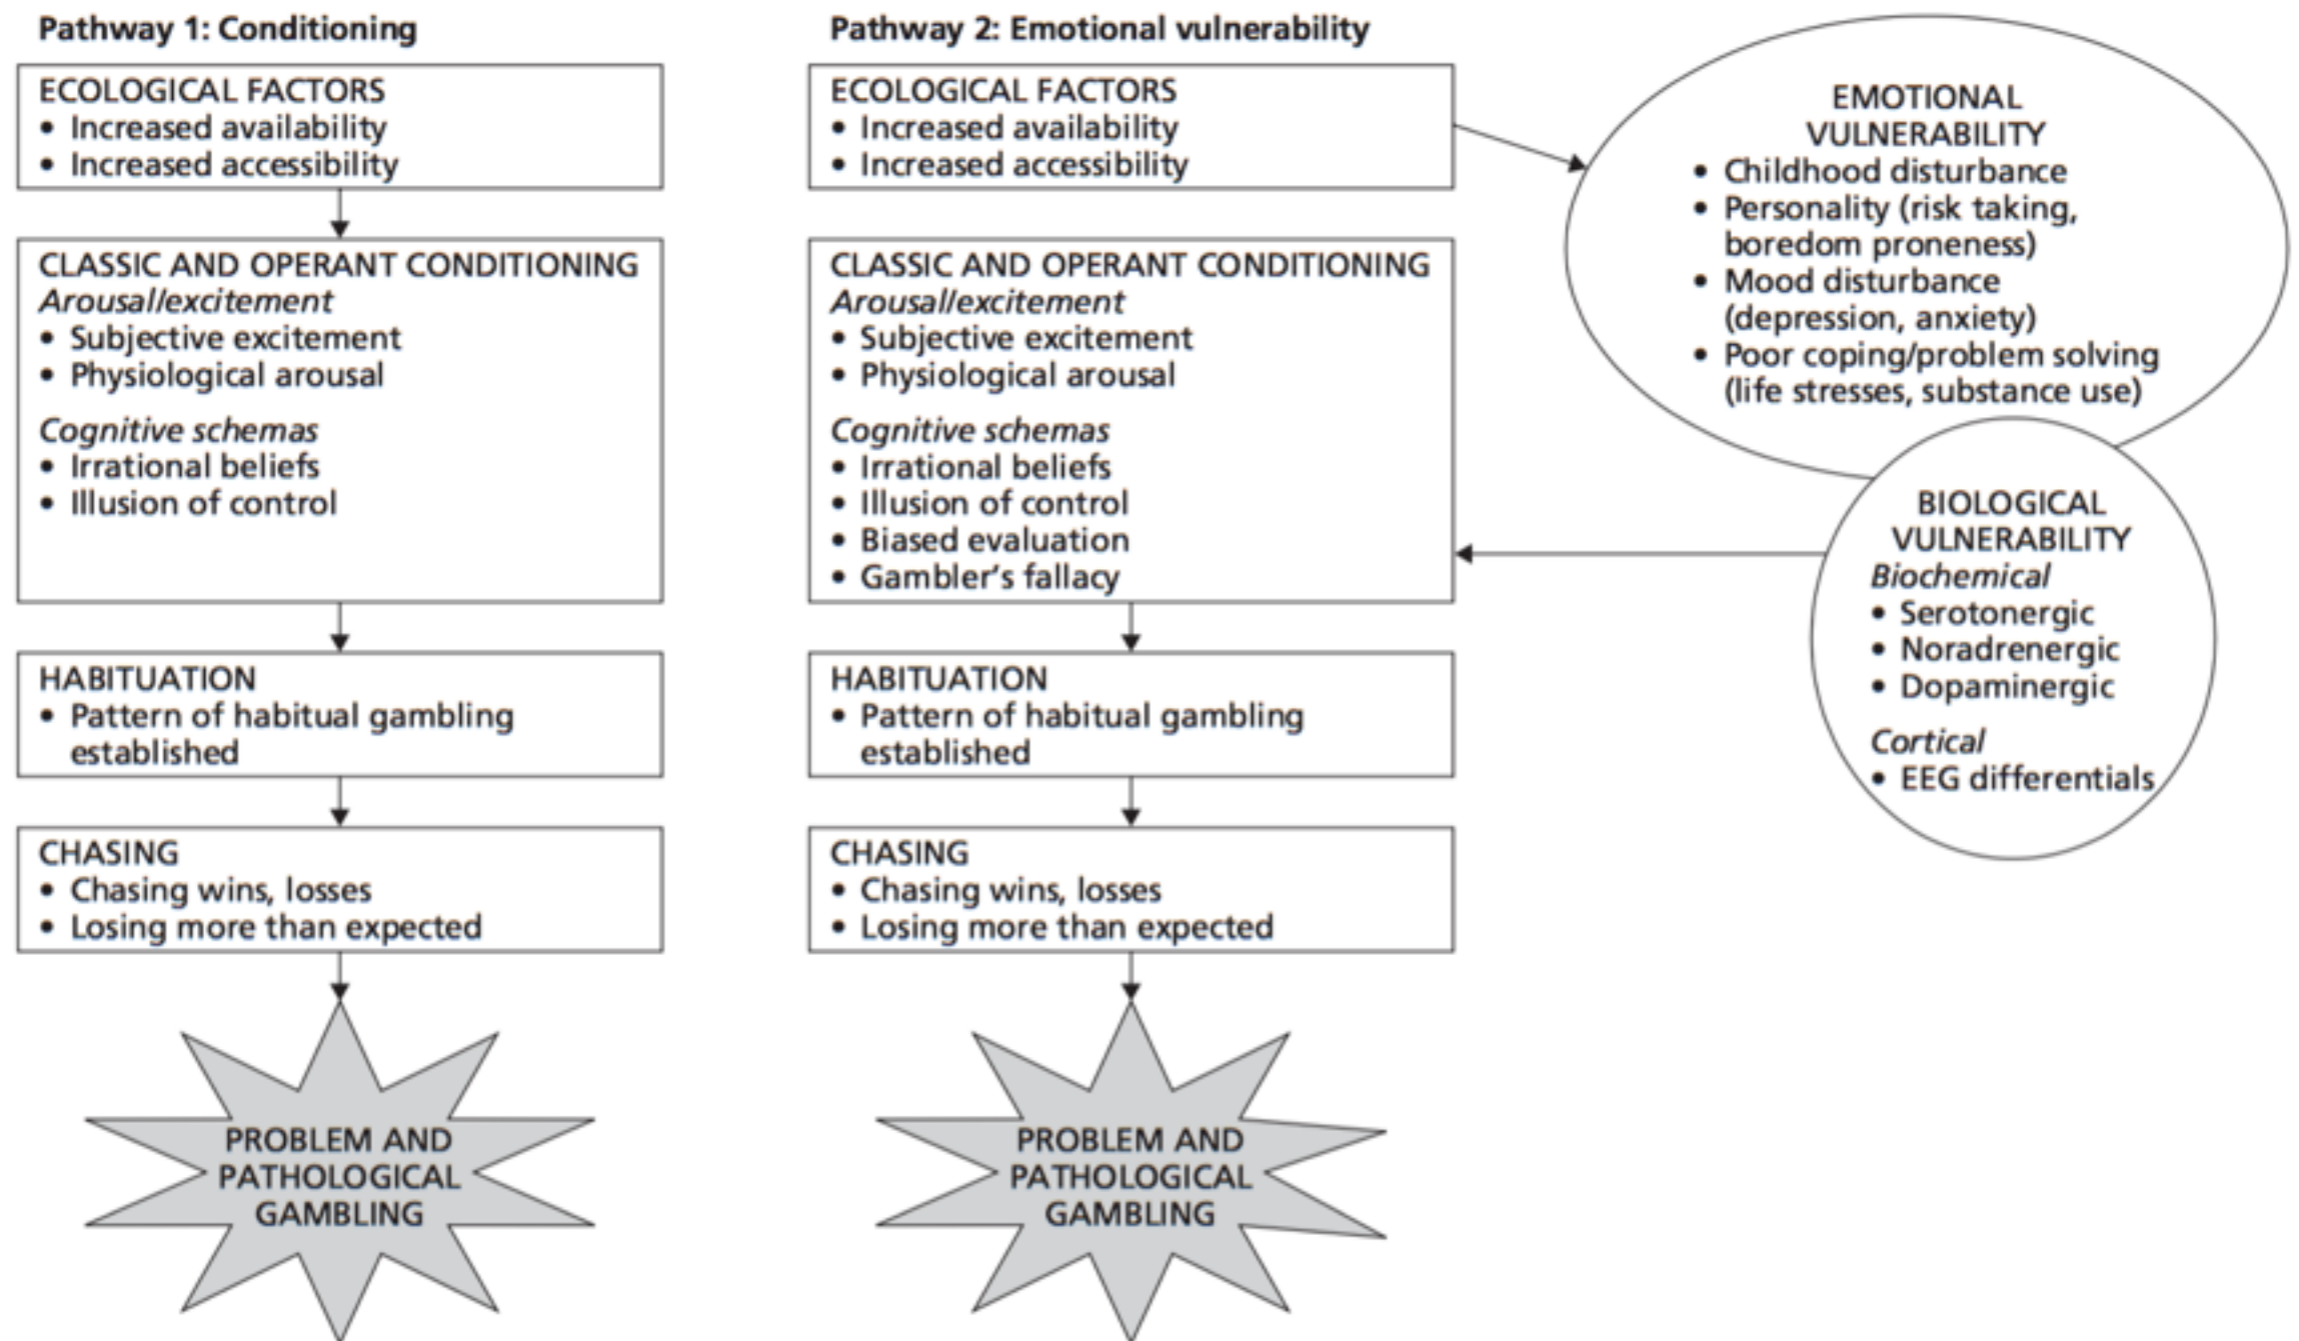 Pathway 1: Conditioning
ECOLOGICAL FACTORS
• Increased availability
• Increased accessibility
CLASSIC AND OPERANT CONDITIONING
Arousal/excitement
• Subjective excitement
• Physiological arousal
Cognitive schemas
• Irrational beliefs
• Illusion of control
HABITUATION
• Pattern of habitual gambling
established
CHASING
• Chasing wins, losses
• Losing more than expected
PROBLEM AND
PATHOLOGICAL
GAMBLING
Pathway 2: Emotional vulnerability
ECOLOGICAL FACTORS
• Increased availability
• Increased accessibility
CLASSIC AND OPERANT CONDITIONING
Arousal/excitement
• Subjective excitement
• Physiological arousal
Cognitive schemas
• Irrational beliefs
• Illusion of control
• Biased evaluation
• Gambler’s fallacy
HABITUATION
• Pattern of habitual gambling
established
CHASING
• Chasing wins, losses
• Losing more than expected
PROBLEM AND
PATHOLOGICAL
GAMBLING
EMOTIONAL
VULNERABILITY
• Childhood disturbance
• Personality (risk taking,
boredom proneness)
• Mood disturbance
(depression, anxiety)
• Poor coping/problem solving
(life stresses, substance use)
BIOLOGICAL
VULNERABILITY
Biochemical
• Serotonergic
• Noradrenergic
• Dopaminergic
Cortical
• EEG differentials